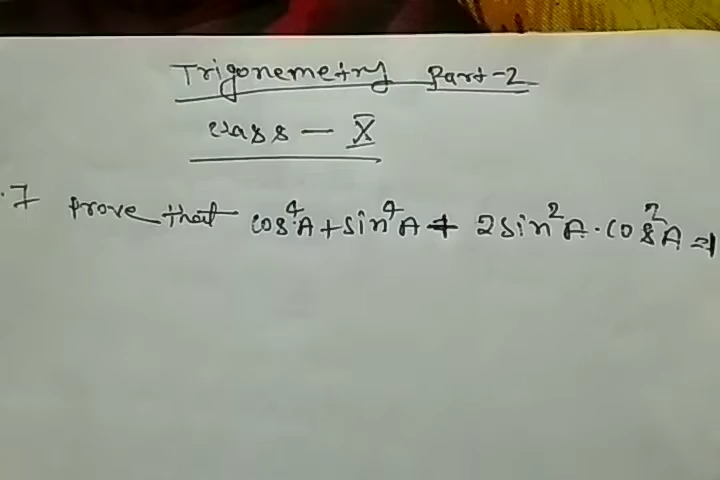 Trigonemetry Part-2
class - X
.7 prove that cos⁴A + sin⁴A + 2sin²A·cos²A = 1